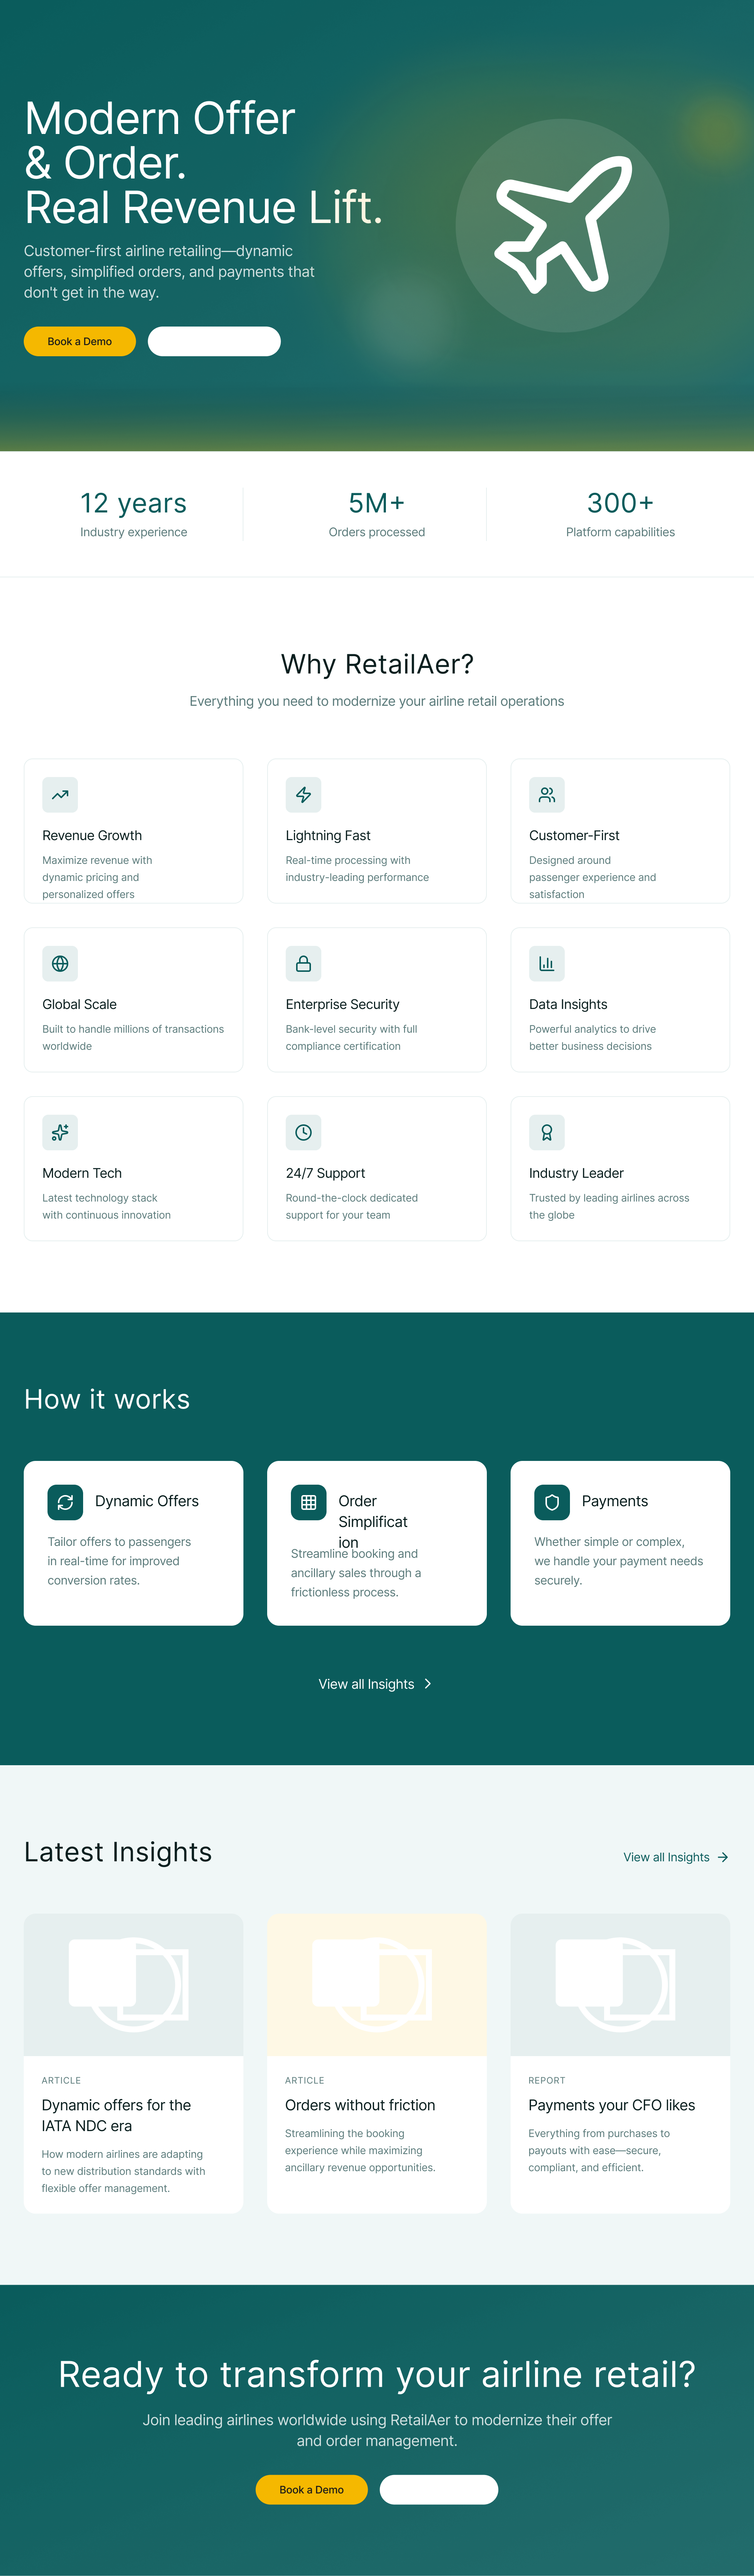 Modern Offer
& Order.
Real Revenue Lift.
Customer-first airline retailing—dynamic
offers, simplified orders, and payments that
don't get in the way.
Book a Demo
12 years
Industry experience
5M+
Orders processed
300+
Platform capabilities
Why RetailAer?
Everything you need to modernize your airline retail operations
Revenue Growth
Maximize revenue with
dynamic pricing and
personalized offers
Lightning Fast
Real-time processing with
industry-leading performance
Customer-First
Designed around
passenger experience and
satisfaction
Global Scale
Built to handle millions of transactions
worldwide
Enterprise Security
Bank-level security with full
compliance certification
Data Insights
Powerful analytics to drive
better business decisions
Modern Tech
Latest technology stack
with continuous innovation
24/7 Support
Round-the-clock dedicated
support for your team
Industry Leader
Trusted by leading airlines across
the globe
How it works
Dynamic Offers
Tailor offers to passengers
in real-time for improved
conversion rates.
Order
Simplificat
ion
Streamline booking and
ancillary sales through a
frictionless process.
Payments
Whether simple or complex,
we handle your payment needs
securely.
View all Insights
Latest Insights
View all Insights
ARTICLE
Dynamic offers for the
IATA NDC era
How modern airlines are adapting
to new distribution standards with
flexible offer management.
ARTICLE
Orders without friction
Streamlining the booking
experience while maximizing
ancillary revenue opportunities.
REPORT
Payments your CFO likes
Everything from purchases to
payouts with ease—secure,
compliant, and efficient.
Ready to transform your airline retail?
Join leading airlines worldwide using RetailAer to modernize their offer
and order management.
Book a Demo